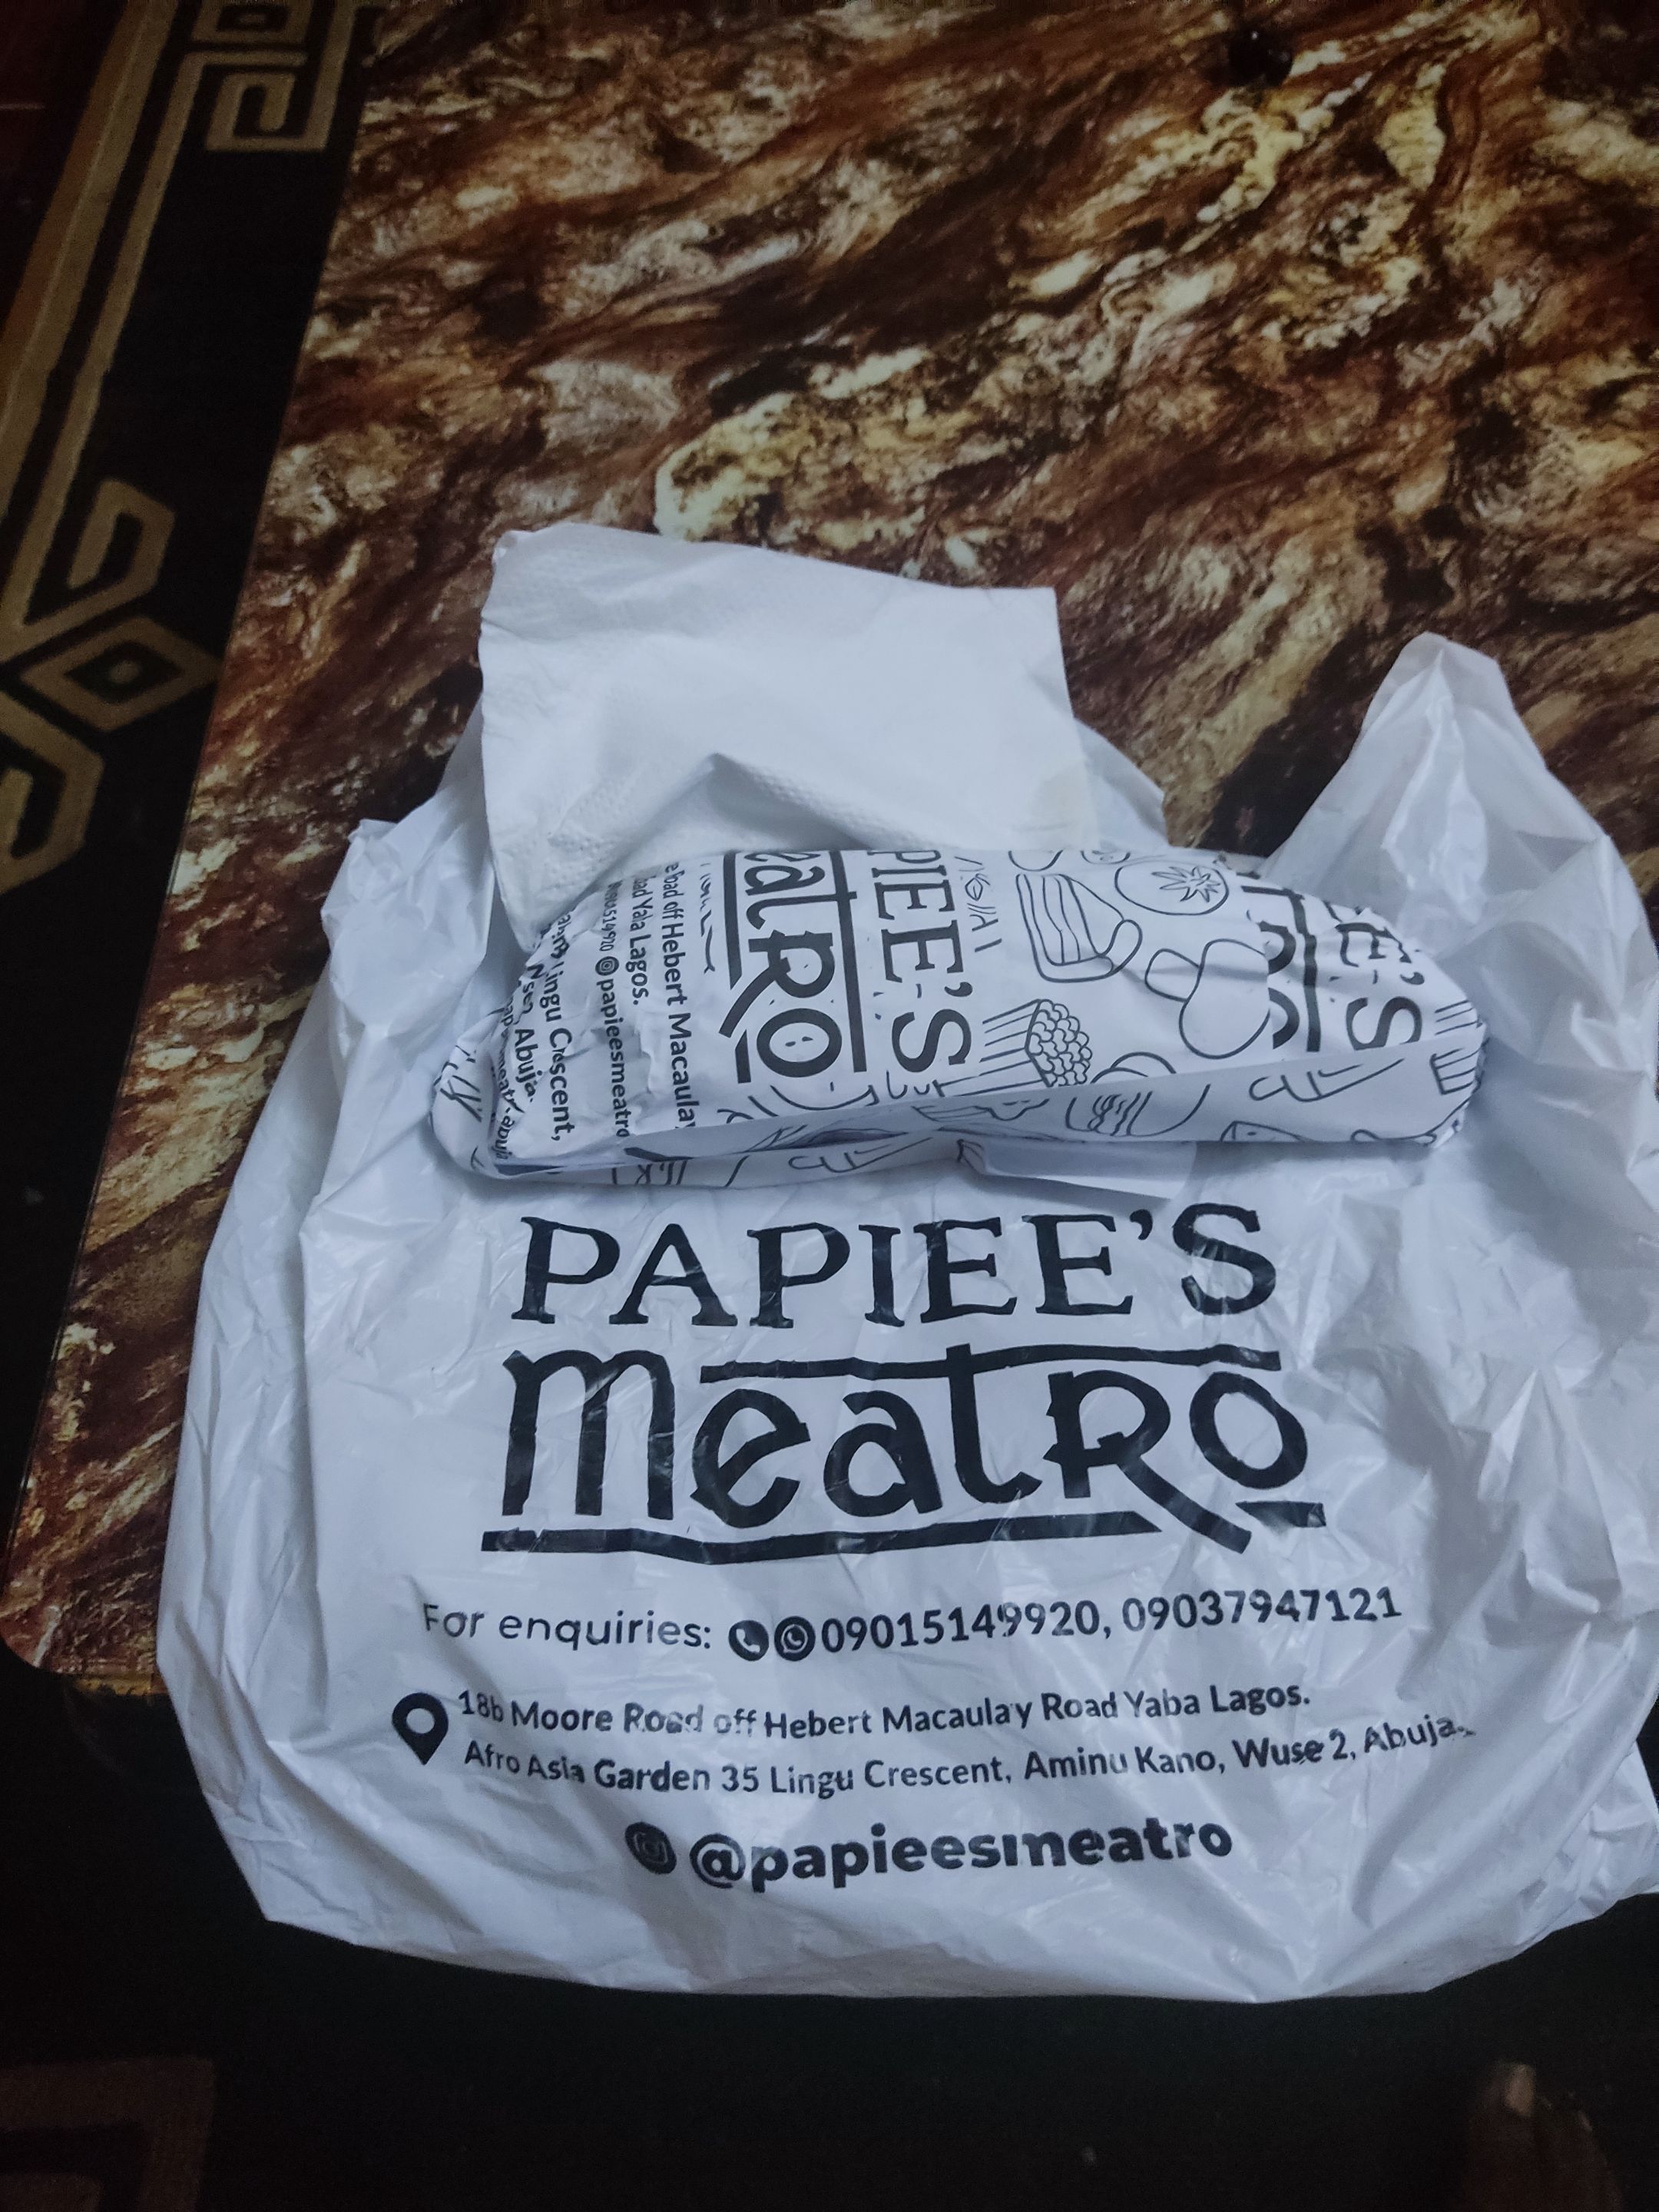 eatRO
PIEE'S
EE'S
e Road off Hebert Macaulay
oad Yaba Lagos.
@papieesmeatro
Lingu Crescent,
Abuja.
PAPIEE'S
meatRO
For enquiries: 09015149920, 09037947121
18b Moore Road off Hebert Macaulay Road Yaba Lagos.
Afro Asia Garden 35 Lingu Crescent, Aminu Kano, Wuse 2, Abuja.
@papieesmeatro